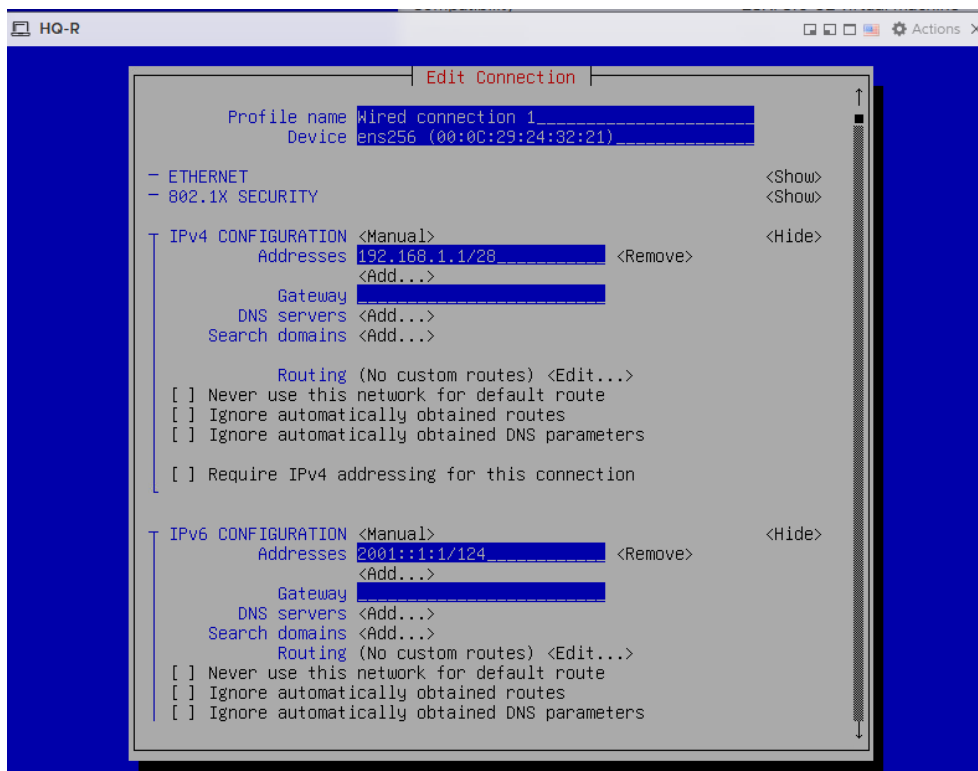 HQ-R
Actions
Edit Connection
Profile name Wired connection 1
Device ens256 (00:0C:29:24:32:21)
ETHERNET <Show>
802.1X SECURITY <Show>
IPv4 CONFIGURATION <Manual> <Hide>
Addresses 192.168.1.1/28 <Remove>
<Add...>
Gateway
DNS servers <Add...>
Search domains <Add...>
Routing (No custom routes) <Edit...>
[ ] Never use this network for default route
[ ] Ignore automatically obtained routes
[ ] Ignore automatically obtained DNS parameters
[ ] Require IPv4 addressing for this connection
IPv6 CONFIGURATION <Manual> <Hide>
Addresses 2001::1:1/124 <Remove>
<Add...>
Gateway
DNS servers <Add...>
Search domains <Add...>
Routing (No custom routes) <Edit...>
[ ] Never use this network for default route
[ ] Ignore automatically obtained routes
[ ] Ignore automatically obtained DNS parameters